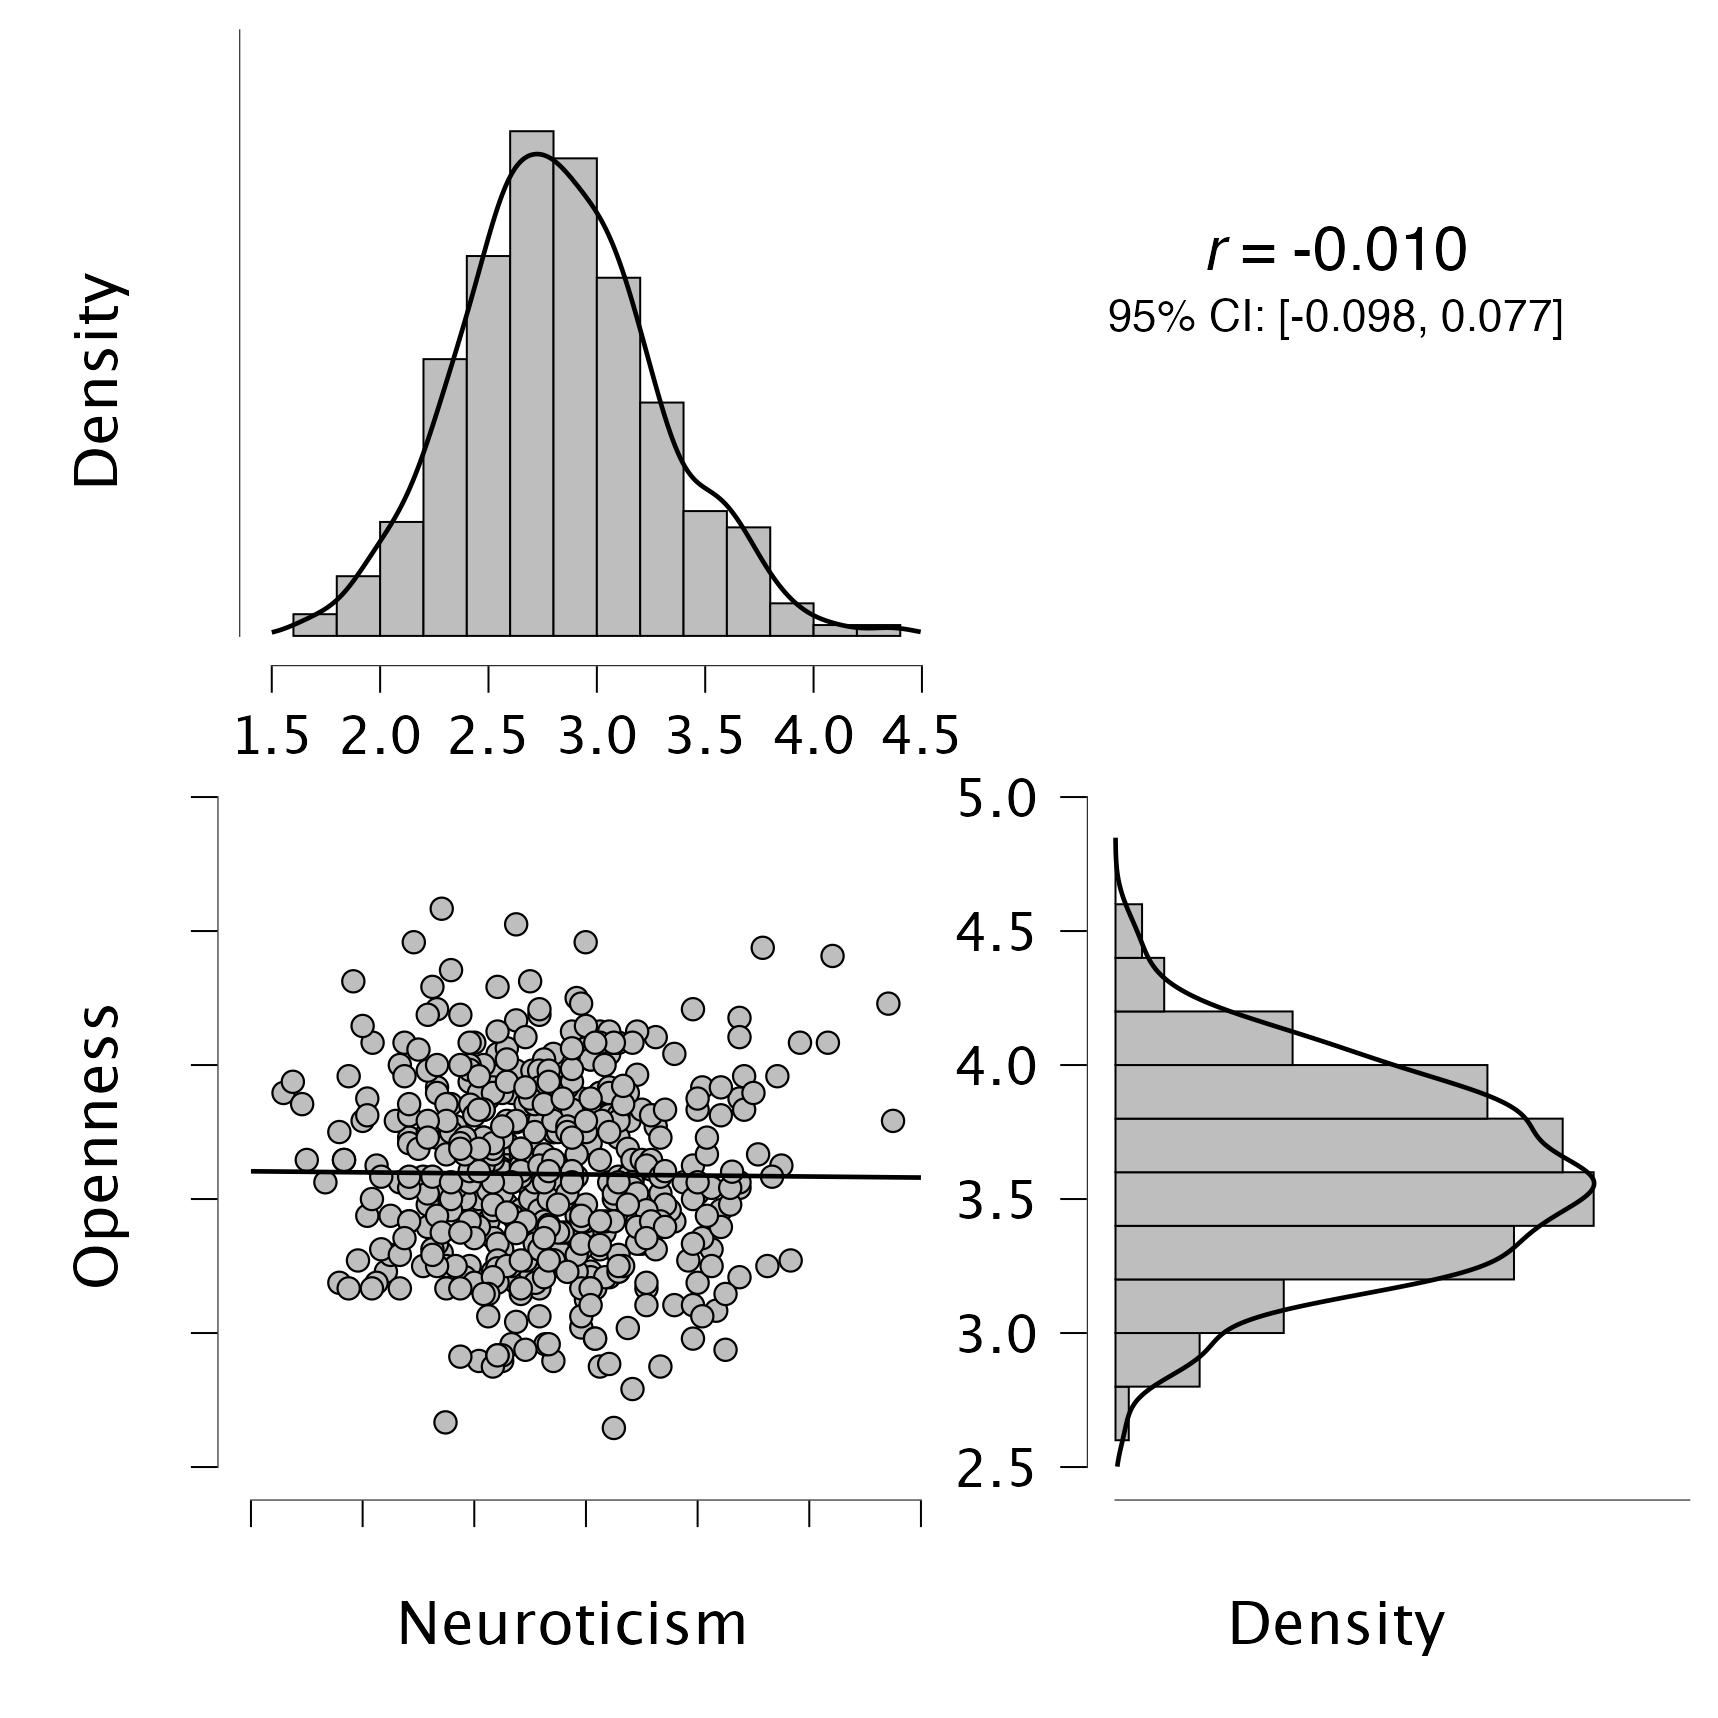 Density
r = -0.010
95% CI: [-0.098, 0.077]
1.5 2.0 2.5 3.0 3.5 4.0 4.5
Openness
5.0
4.5
4.0
3.5
3.0
2.5
Neuroticism
Density